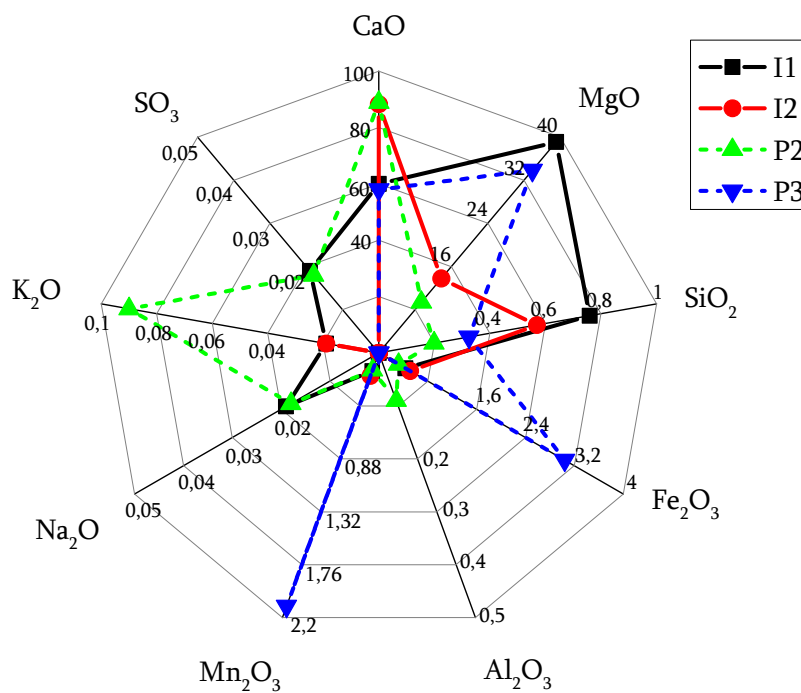 CaO
100
80
60
40
MgO
40
32
24
16
SiO₂
1
0,8
0,6
0,4
Fe₂O₃
4
3,2
2,4
1,6
Al₂O₃
0,5
0,4
0,3
0,2
Mn₂O₃
2,2
1,76
1,32
0,88
Na₂O
0,05
0,04
0,03
0,02
K₂O
0,1
0,08
0,06
0,04
SO₃
0,05
0,04
0,03
0,02
I1
I2
P2
P3